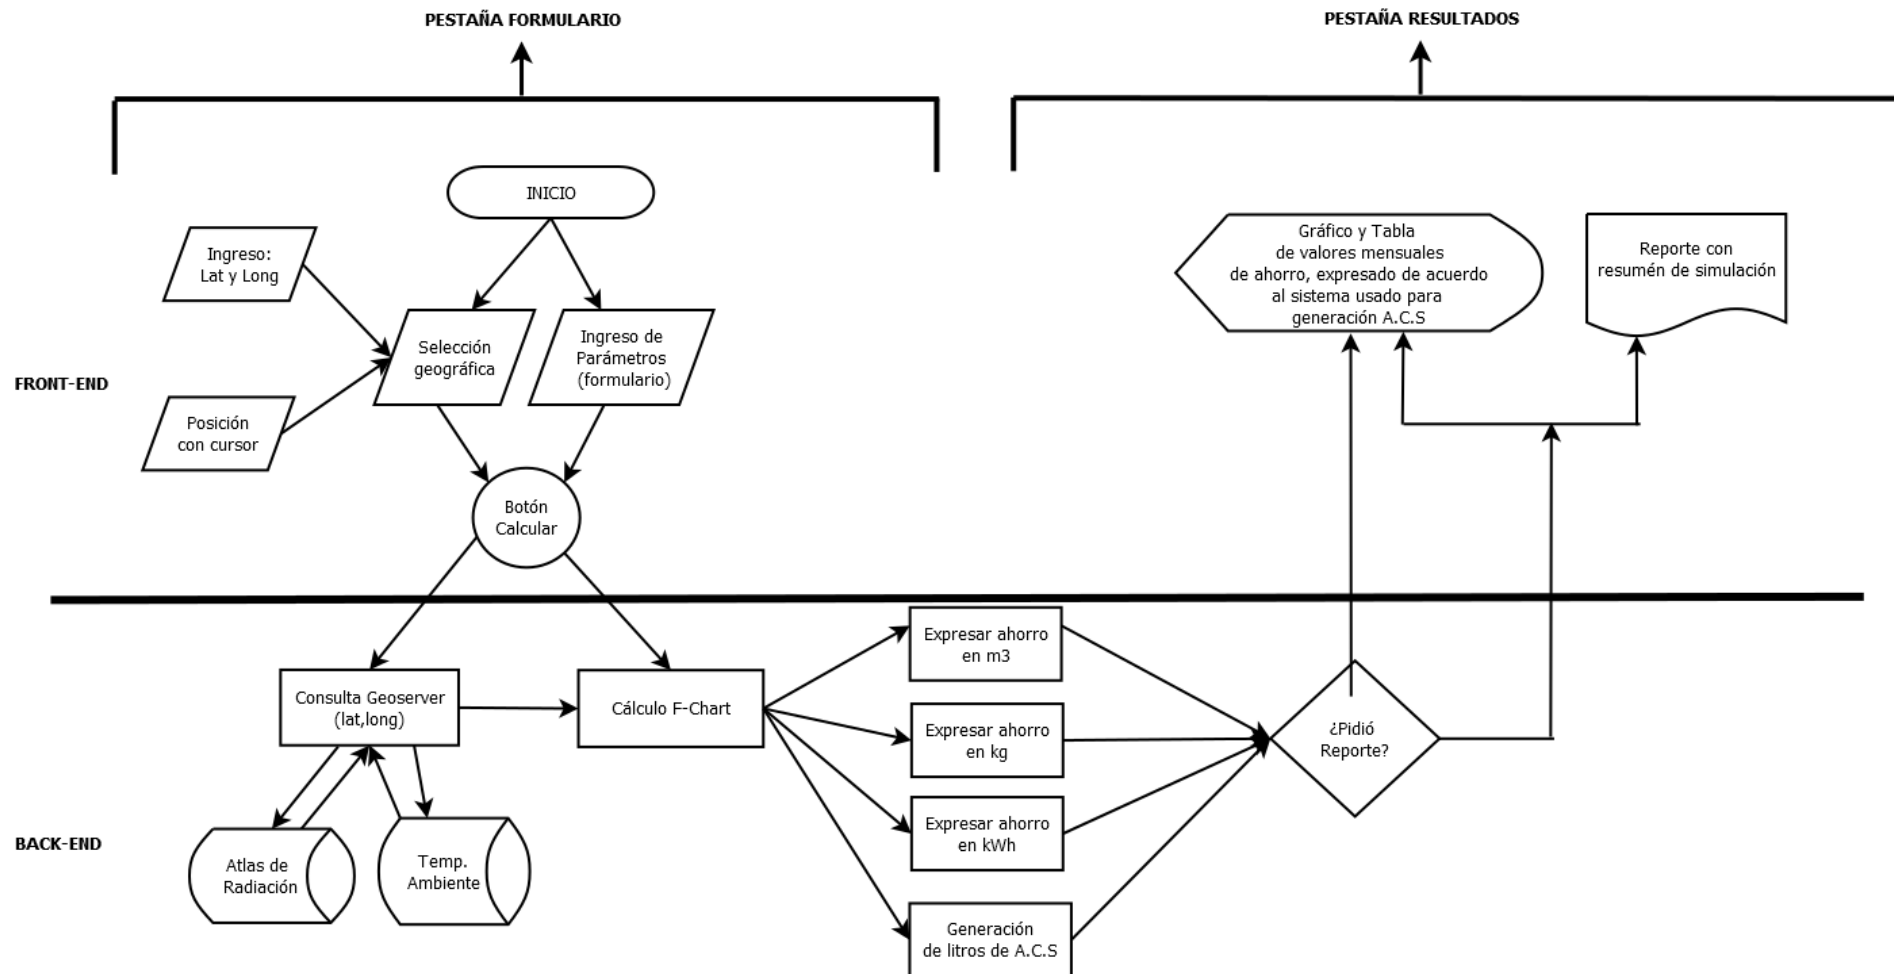 PESTAÑA FORMULARIO
PESTAÑA RESULTADOS
INICIO
Ingreso:
Lat y Long
Selección
geográfica
Ingreso de
Parámetros
(formulario)
Gráfico y Tabla
de valores mensuales
de ahorro, expresado de acuerdo
al sistema usado para
generación A.C.S
Reporte con
resumén de simulación
FRONT-END
Posición
con cursor
Botón
Calcular
Consulta Geoserver
(lat,long)
Cálculo F-Chart
Expresar ahorro
en m3
Expresar ahorro
en kg
Expresar ahorro
en kWh
Generación
de litros de A.C.S
¿Pidió
Reporte?
BACK-END
Atlas de
Radiación
Temp.
Ambiente